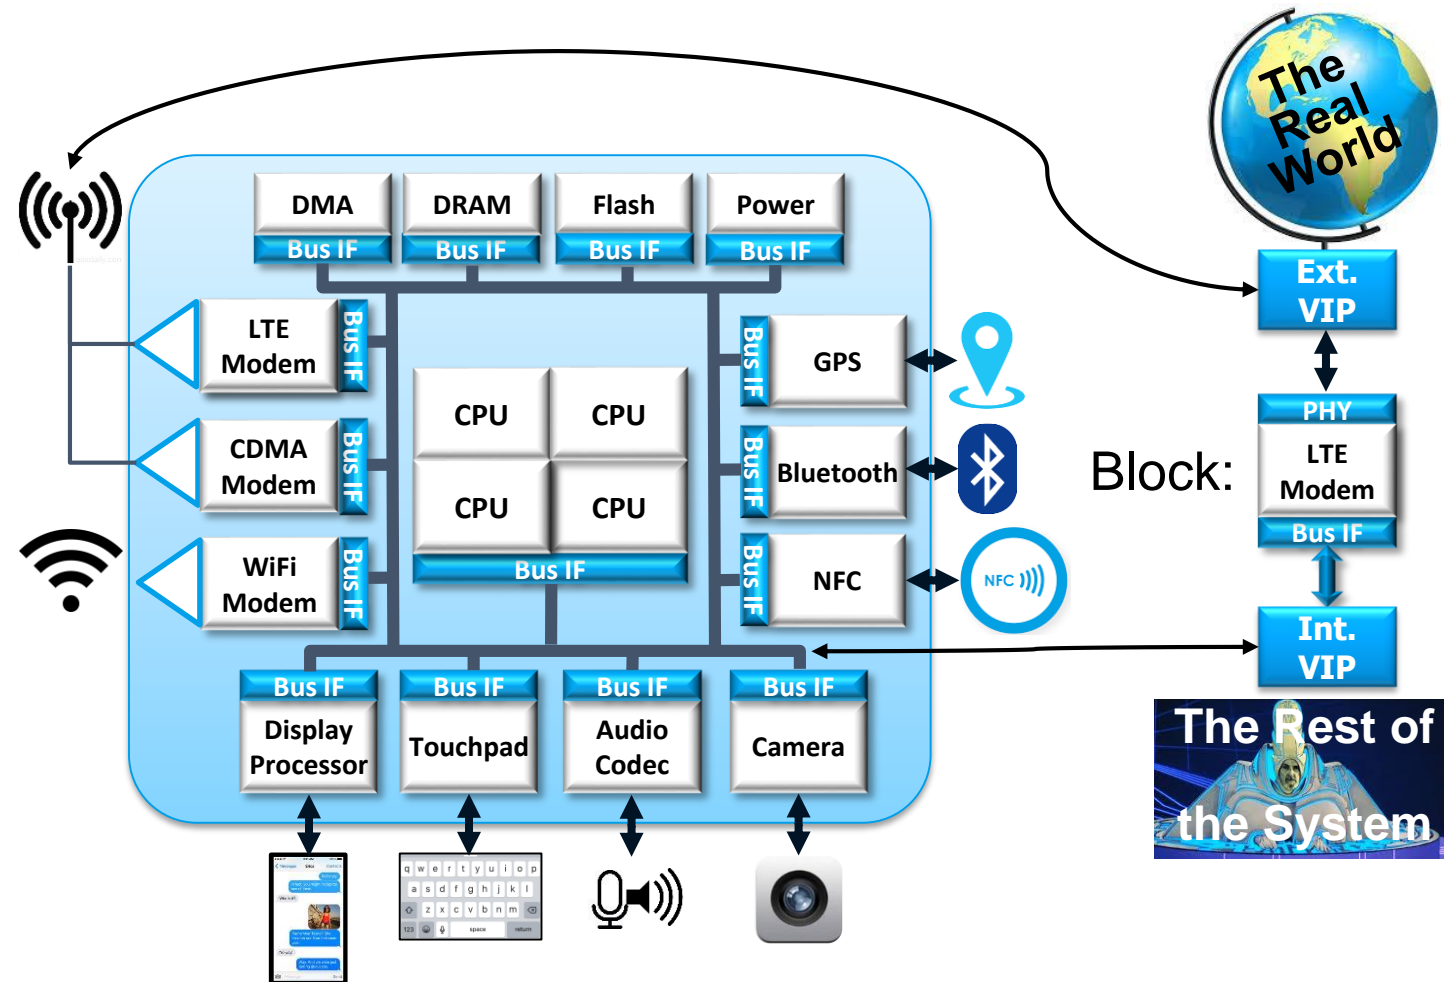 The
Real
World
DMA
DRAM
Flash
Power
Bus IF
Bus IF
Bus IF
Bus IF
Ext.
VIP
LTE
Modem
Bus IF
Bus IF
GPS
PHY
LTE
Modem
Bus IF
Block:
CPU
CPU
CPU
CPU
Bus IF
CDMA
Modem
Bus IF
Bus IF
Bluetooth
WiFi
Modem
Bus IF
Bus IF
NFC
NFC
Int.
VIP
Bus IF
Bus IF
Bus IF
Bus IF
Display
Processor
Touchpad
Audio
Codec
Camera
The Rest of
the System
q w e r t y u i o p
a s d f g h j k l
z x c v b n m
123
space
return